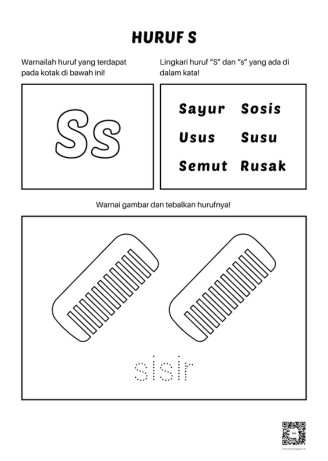 HURUF S
Warnailah huruf yang terdapat
pada kotak di bawah ini!
Lingkari huruf "S" dan "s" yang ada di
dalam kata!
Ss
Sayur Sosis
Usus Susu
Semut Rusak
Warnai gambar dan tebalkan hurufnya!
sisir